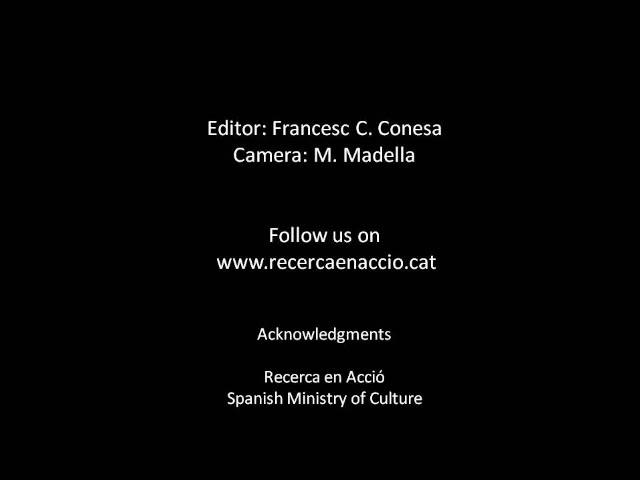 Editor: Francesc C. Conesa
Camera: M. Madella
Follow us on
www.recercaenaccio.cat
Acknowledgments
Recerca en Acció
Spanish Ministry of Culture